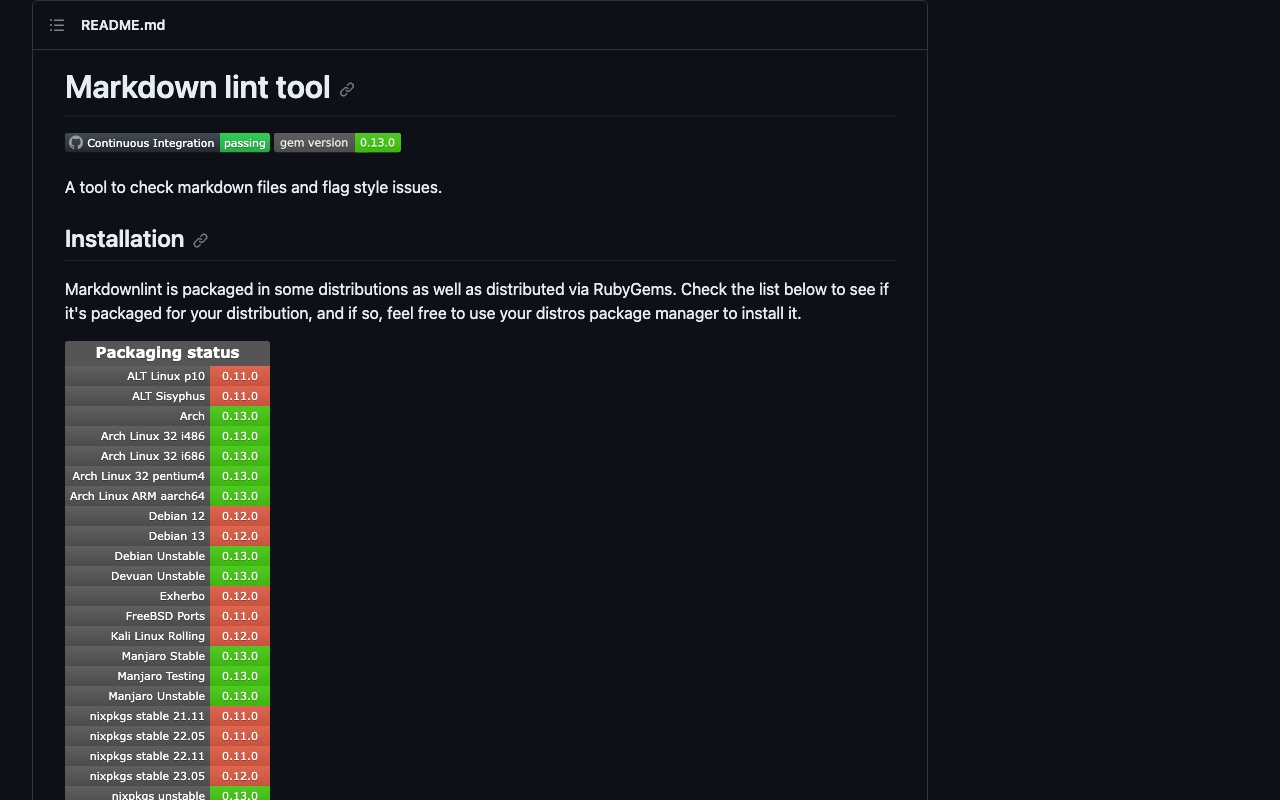 README.md
Markdown lint tool
Continuous Integration passing gem version 0.13.0
A tool to check markdown files and flag style issues.
Installation
Markdownlint is packaged in some distributions as well as distributed via RubyGems. Check the list below to see if
it's packaged for your distribution, and if so, feel free to use your distros package manager to install it.
Packaging status
ALT Linux p10 0.11.0
ALT Sisyphus 0.11.0
Arch 0.13.0
Arch Linux 32 i486 0.13.0
Arch Linux 32 i686 0.13.0
Arch Linux 32 pentium4 0.13.0
Arch Linux ARM aarch64 0.13.0
Debian 12 0.12.0
Debian 13 0.12.0
Debian Unstable 0.13.0
Devuan Unstable 0.13.0
Exherbo 0.12.0
FreeBSD Ports 0.11.0
Kali Linux Rolling 0.12.0
Manjaro Stable 0.13.0
Manjaro Testing 0.13.0
Manjaro Unstable 0.13.0
nixpkgs stable 21.11 0.11.0
nixpkgs stable 22.05 0.11.0
nixpkgs stable 22.11 0.11.0
nixpkgs stable 23.05 0.12.0
nixpkgs unstable 0.13.0